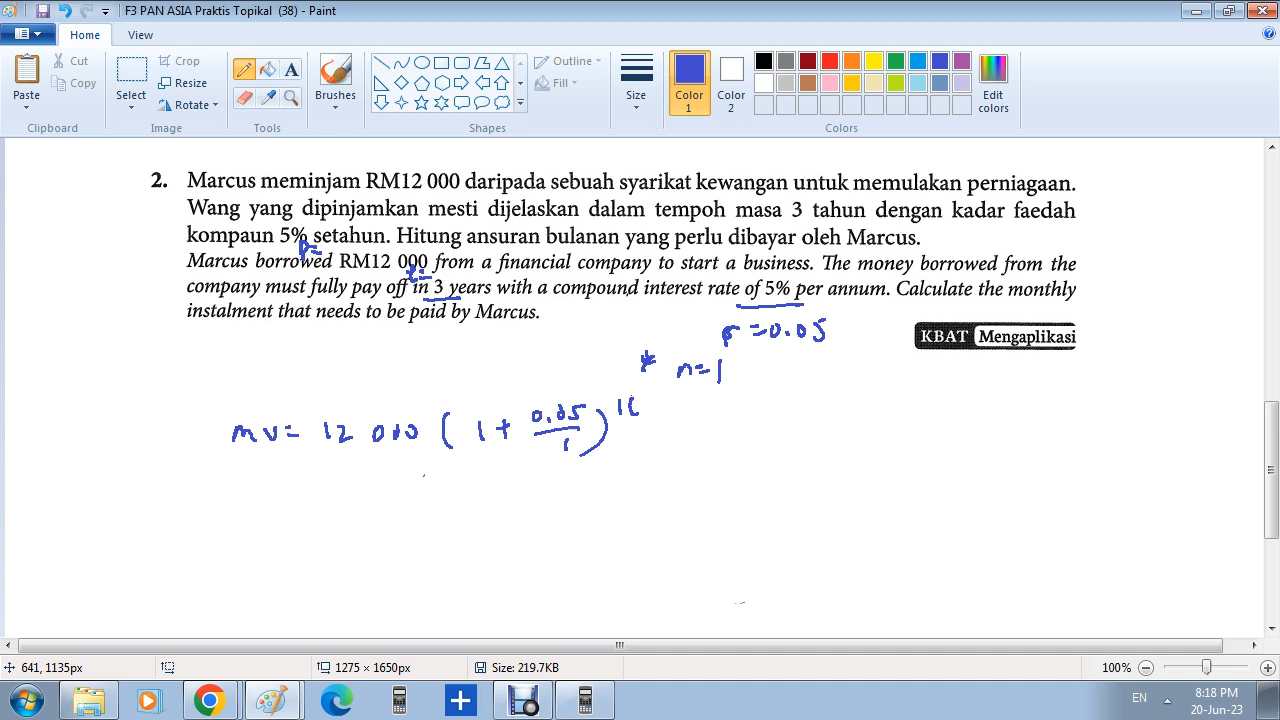 F3 PAN ASIA Praktis Topikal (38) - Paint
Home View
Paste
Cut
Copy
Clipboard
Select
Crop
Resize
Rotate
Image
A
Tools
Brushes
Shapes
Outline
Fill
Size
Color 1
Color 2
Edit colors
Colors
2. Marcus meminjam RM12 000 daripada sebuah syarikat kewangan untuk memulakan perniagaan.
Wang yang dipinjamkan mesti dijelaskan dalam tempoh masa 3 tahun dengan kadar faedah
kompaun 5% setahun. Hitung ansuran bulanan yang perlu dibayar oleh Marcus.
P=
Marcus borrowed RM12 000 from a financial company to start a business. The money borrowed from the
t=
company must fully pay off in 3 years with a compound interest rate of 5% per annum. Calculate the monthly
instalment that needs to be paid by Marcus.
r = 0.05
KBAT Mengaplikasi
* n=1
mv= 12 000 ( 1 + 0.05/1 )
641, 1135px
1275 × 1650px
Size: 219.7KB
100%
EN
8:18 PM
20-Jun-23